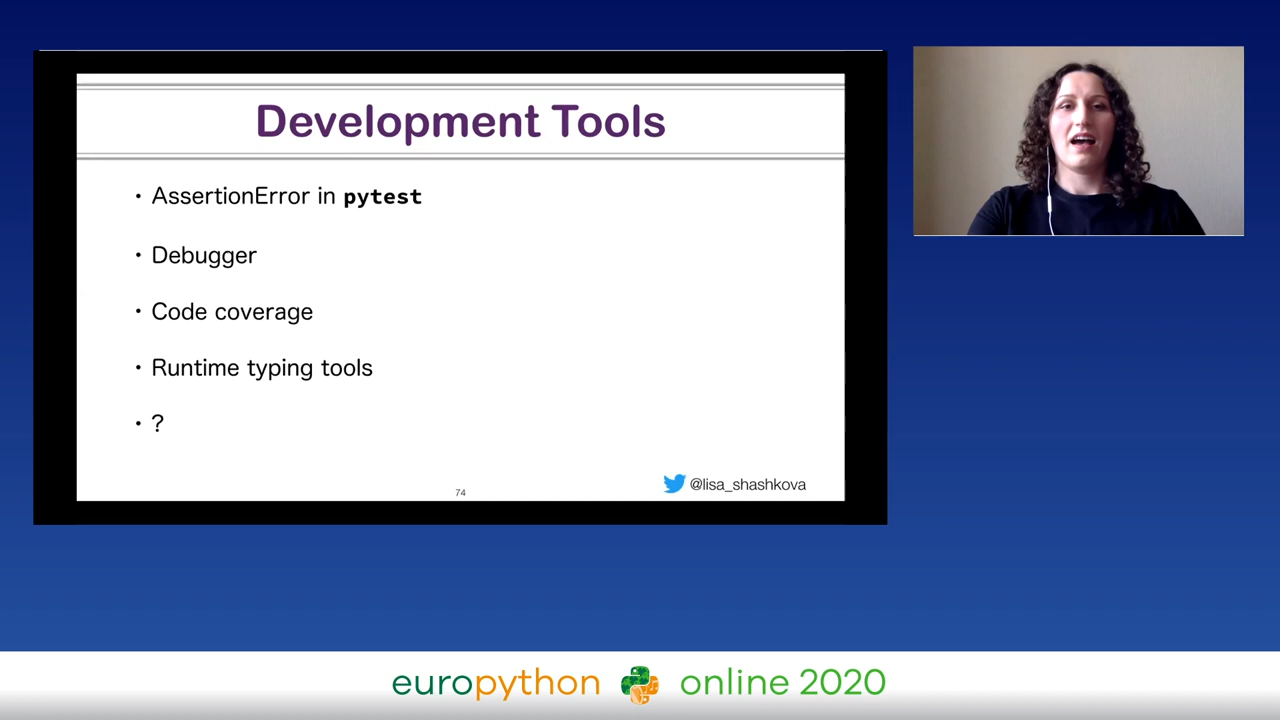 Development Tools
• AssertionError in pytest
• Debugger
• Code coverage
• Runtime typing tools
• ?
74
@lisa_shashkova
europython online 2020